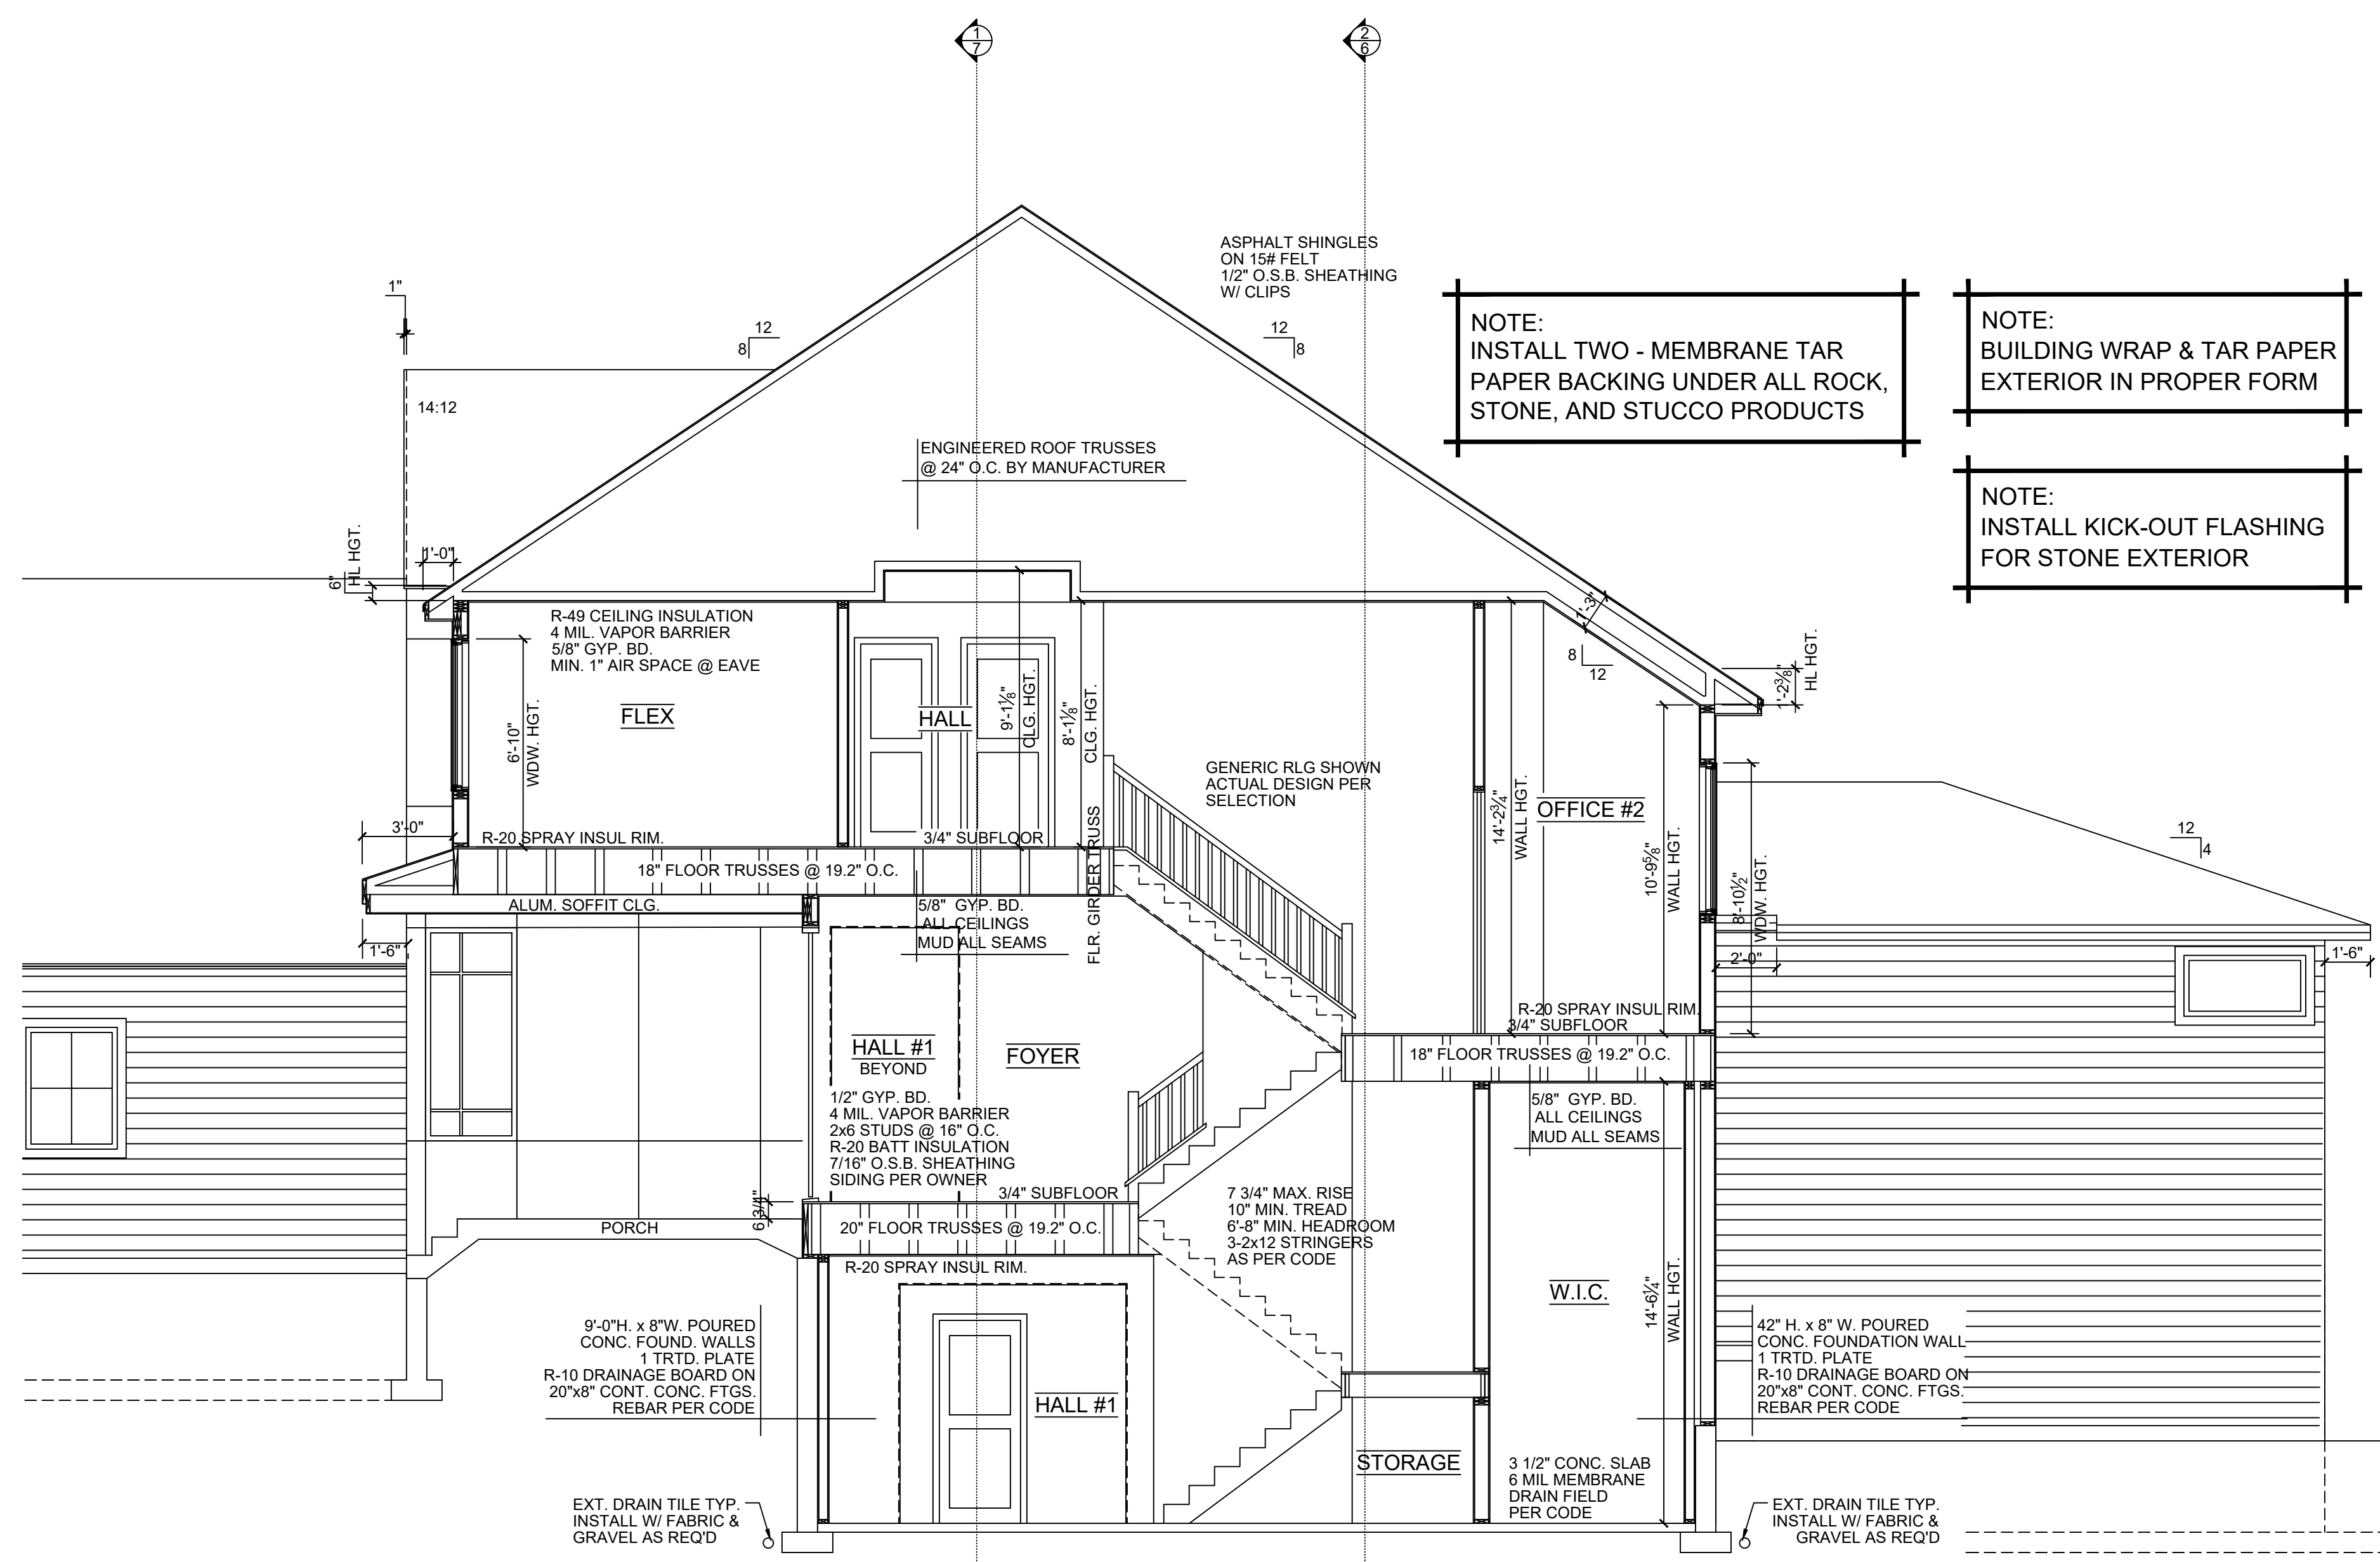 1
7
2
6
ASPHALT SHINGLES
ON 15# FELT
1/2" O.S.B. SHEATHING
W/ CLIPS
1"
12
8
12
8
14:12
NOTE:
INSTALL TWO - MEMBRANE TAR
PAPER BACKING UNDER ALL ROCK,
STONE, AND STUCCO PRODUCTS
NOTE:
BUILDING WRAP & TAR PAPER
EXTERIOR IN PROPER FORM
NOTE:
INSTALL KICK-OUT FLASHING
FOR STONE EXTERIOR
ENGINEERED ROOF TRUSSES
@ 24" O.C. BY MANUFACTURER
6"
HL HGT.
1'-0"
R-49 CEILING INSULATION
4 MIL. VAPOR BARRIER
5/8" GYP. BD.
MIN. 1" AIR SPACE @ EAVE
1'-3"
8
12
1'-2⅜"
HL HGT.
FLEX
HALL
6'-10"
WDW. HGT.
9'-1⅛"
CLG. HGT.
8'-1⅛"
CLG. HGT.
GENERIC RLG SHOWN
ACTUAL DESIGN PER
SELECTION
14'-2¾"
WALL HGT.
OFFICE #2
10'-9⅝"
WALL HGT.
8'-10½"
WDW. HGT.
12
4
3'-0"
R-20 SPRAY INSUL RIM.
3/4" SUBFLOOR
18" FLOOR TRUSSES @ 19.2" O.C.
FLR. GIRDER TRUSS
ALUM. SOFFIT CLG.
5/8" GYP. BD.
ALL CEILINGS
MUD ALL SEAMS
1'-6"
2'-0"
1'-6"
R-20 SPRAY INSUL RIM.
3/4" SUBFLOOR
18" FLOOR TRUSSES @ 19.2" O.C.
HALL #1
BEYOND
FOYER
1/2" GYP. BD.
4 MIL. VAPOR BARRIER
2x6 STUDS @ 16" O.C.
R-20 BATT INSULATION
7/16" O.S.B. SHEATHING
SIDING PER OWNER
5/8" GYP. BD.
ALL CEILINGS
MUD ALL SEAMS
3/4" SUBFLOOR
6 3/4"
PORCH
20" FLOOR TRUSSES @ 19.2" O.C.
7 3/4" MAX. RISE
10" MIN. TREAD
6'-8" MIN. HEADROOM
3-2x12 STRINGERS
AS PER CODE
R-20 SPRAY INSUL RIM.
W.I.C.
14'-6¼"
WALL HGT.
9'-0"H. x 8"W. POURED
CONC. FOUND. WALLS
1 TRTD. PLATE
R-10 DRAINAGE BOARD ON
20"x8" CONT. CONC. FTGS.
REBAR PER CODE
42" H. x 8" W. POURED
CONC. FOUNDATION WALL
1 TRTD. PLATE
R-10 DRAINAGE BOARD ON
20"x8" CONT. CONC. FTGS.
REBAR PER CODE
HALL #1
STORAGE
3 1/2" CONC. SLAB
6 MIL MEMBRANE
DRAIN FIELD
PER CODE
EXT. DRAIN TILE TYP.
INSTALL W/ FABRIC &
GRAVEL AS REQ'D
EXT. DRAIN TILE TYP.
INSTALL W/ FABRIC &
GRAVEL AS REQ'D